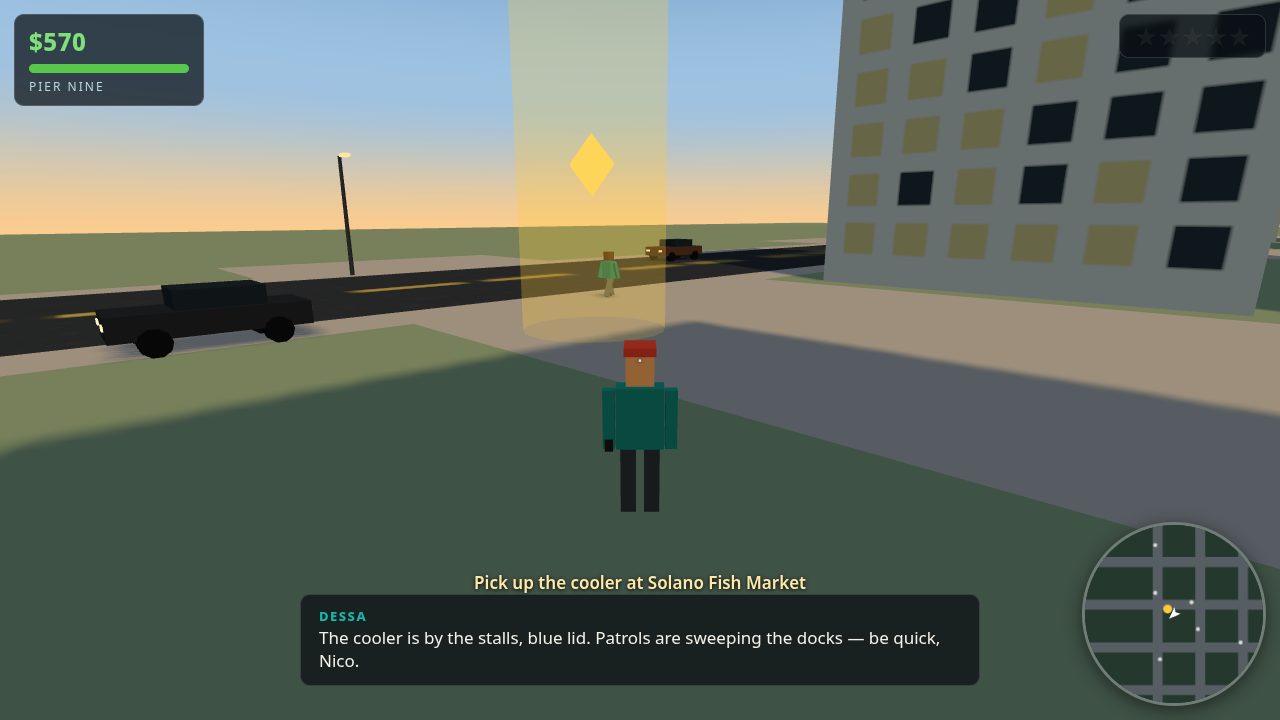 $570
PIER NINE
★★★★★
Pick up the cooler at Solano Fish Market
DESSA
The cooler is by the stalls, blue lid. Patrols are sweeping the docks — be quick,
Nico.